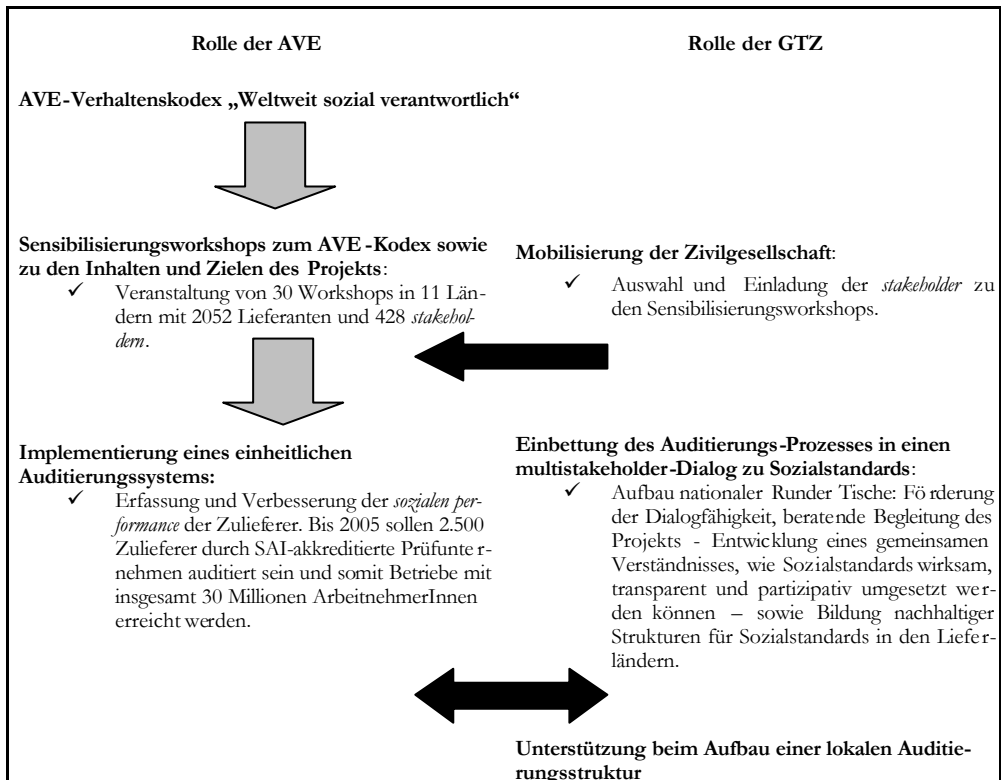 Rolle der AVE
Rolle der GTZ
AVE-Verhaltenskodex „Weltweit sozial verantwortlich“
Sensibilisierungsworkshops zum AVE-Kodex sowie
zu den Inhalten und Zielen des Projekts:
✓ Veranstaltung von 30 Workshops in 11 Län-
dern mit 2052 Lieferanten und 428 stakehol-
dern.
Mobilisierung der Zivilgesellschaft:
✓ Auswahl und Einladung der stakeholder zu
den Sensibilisierungsworkshops.
Implementierung eines einheitlichen
Auditierungssystems:
✓ Erfassung und Verbesserung der sozialen per-
formance der Zulieferer. Bis 2005 sollen 2.500
Zulieferer durch SAI-akkreditierte Prüfunter-
nehmen auditiert sein und somit Betriebe mit
insgesamt 30 Millionen ArbeitnehmerInnen
erreicht werden.
Einbettung des Auditierungs-Prozesses in einen
multistakeholder-Dialog zu Sozialstandards:
✓ Aufbau nationaler Runder Tische: Förderung
der Dialogfähigkeit, beratende Begleitung des
Projekts - Entwicklung eines gemeinsamen
Verständnisses, wie Sozialstandards wirksam,
transparent und partizipativ umgesetzt wer-
den können – sowie Bildung nachhaltiger
Strukturen für Sozialstandards in den Liefer-
ländern.
Unterstützung beim Aufbau einer lokalen Auditie-
rungsstruktur